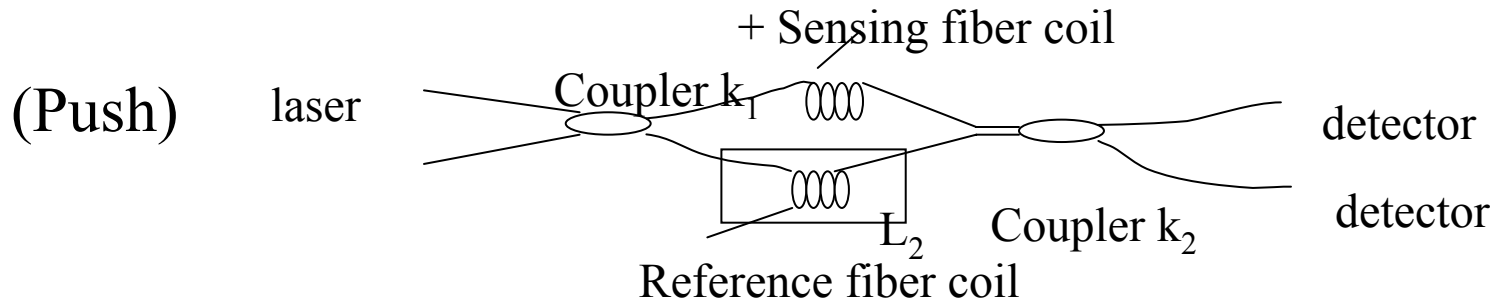 + Sensing fiber coil
(Push)
laser
Coupler k₁
detector
detector
L₂
Coupler k₂
Reference fiber coil